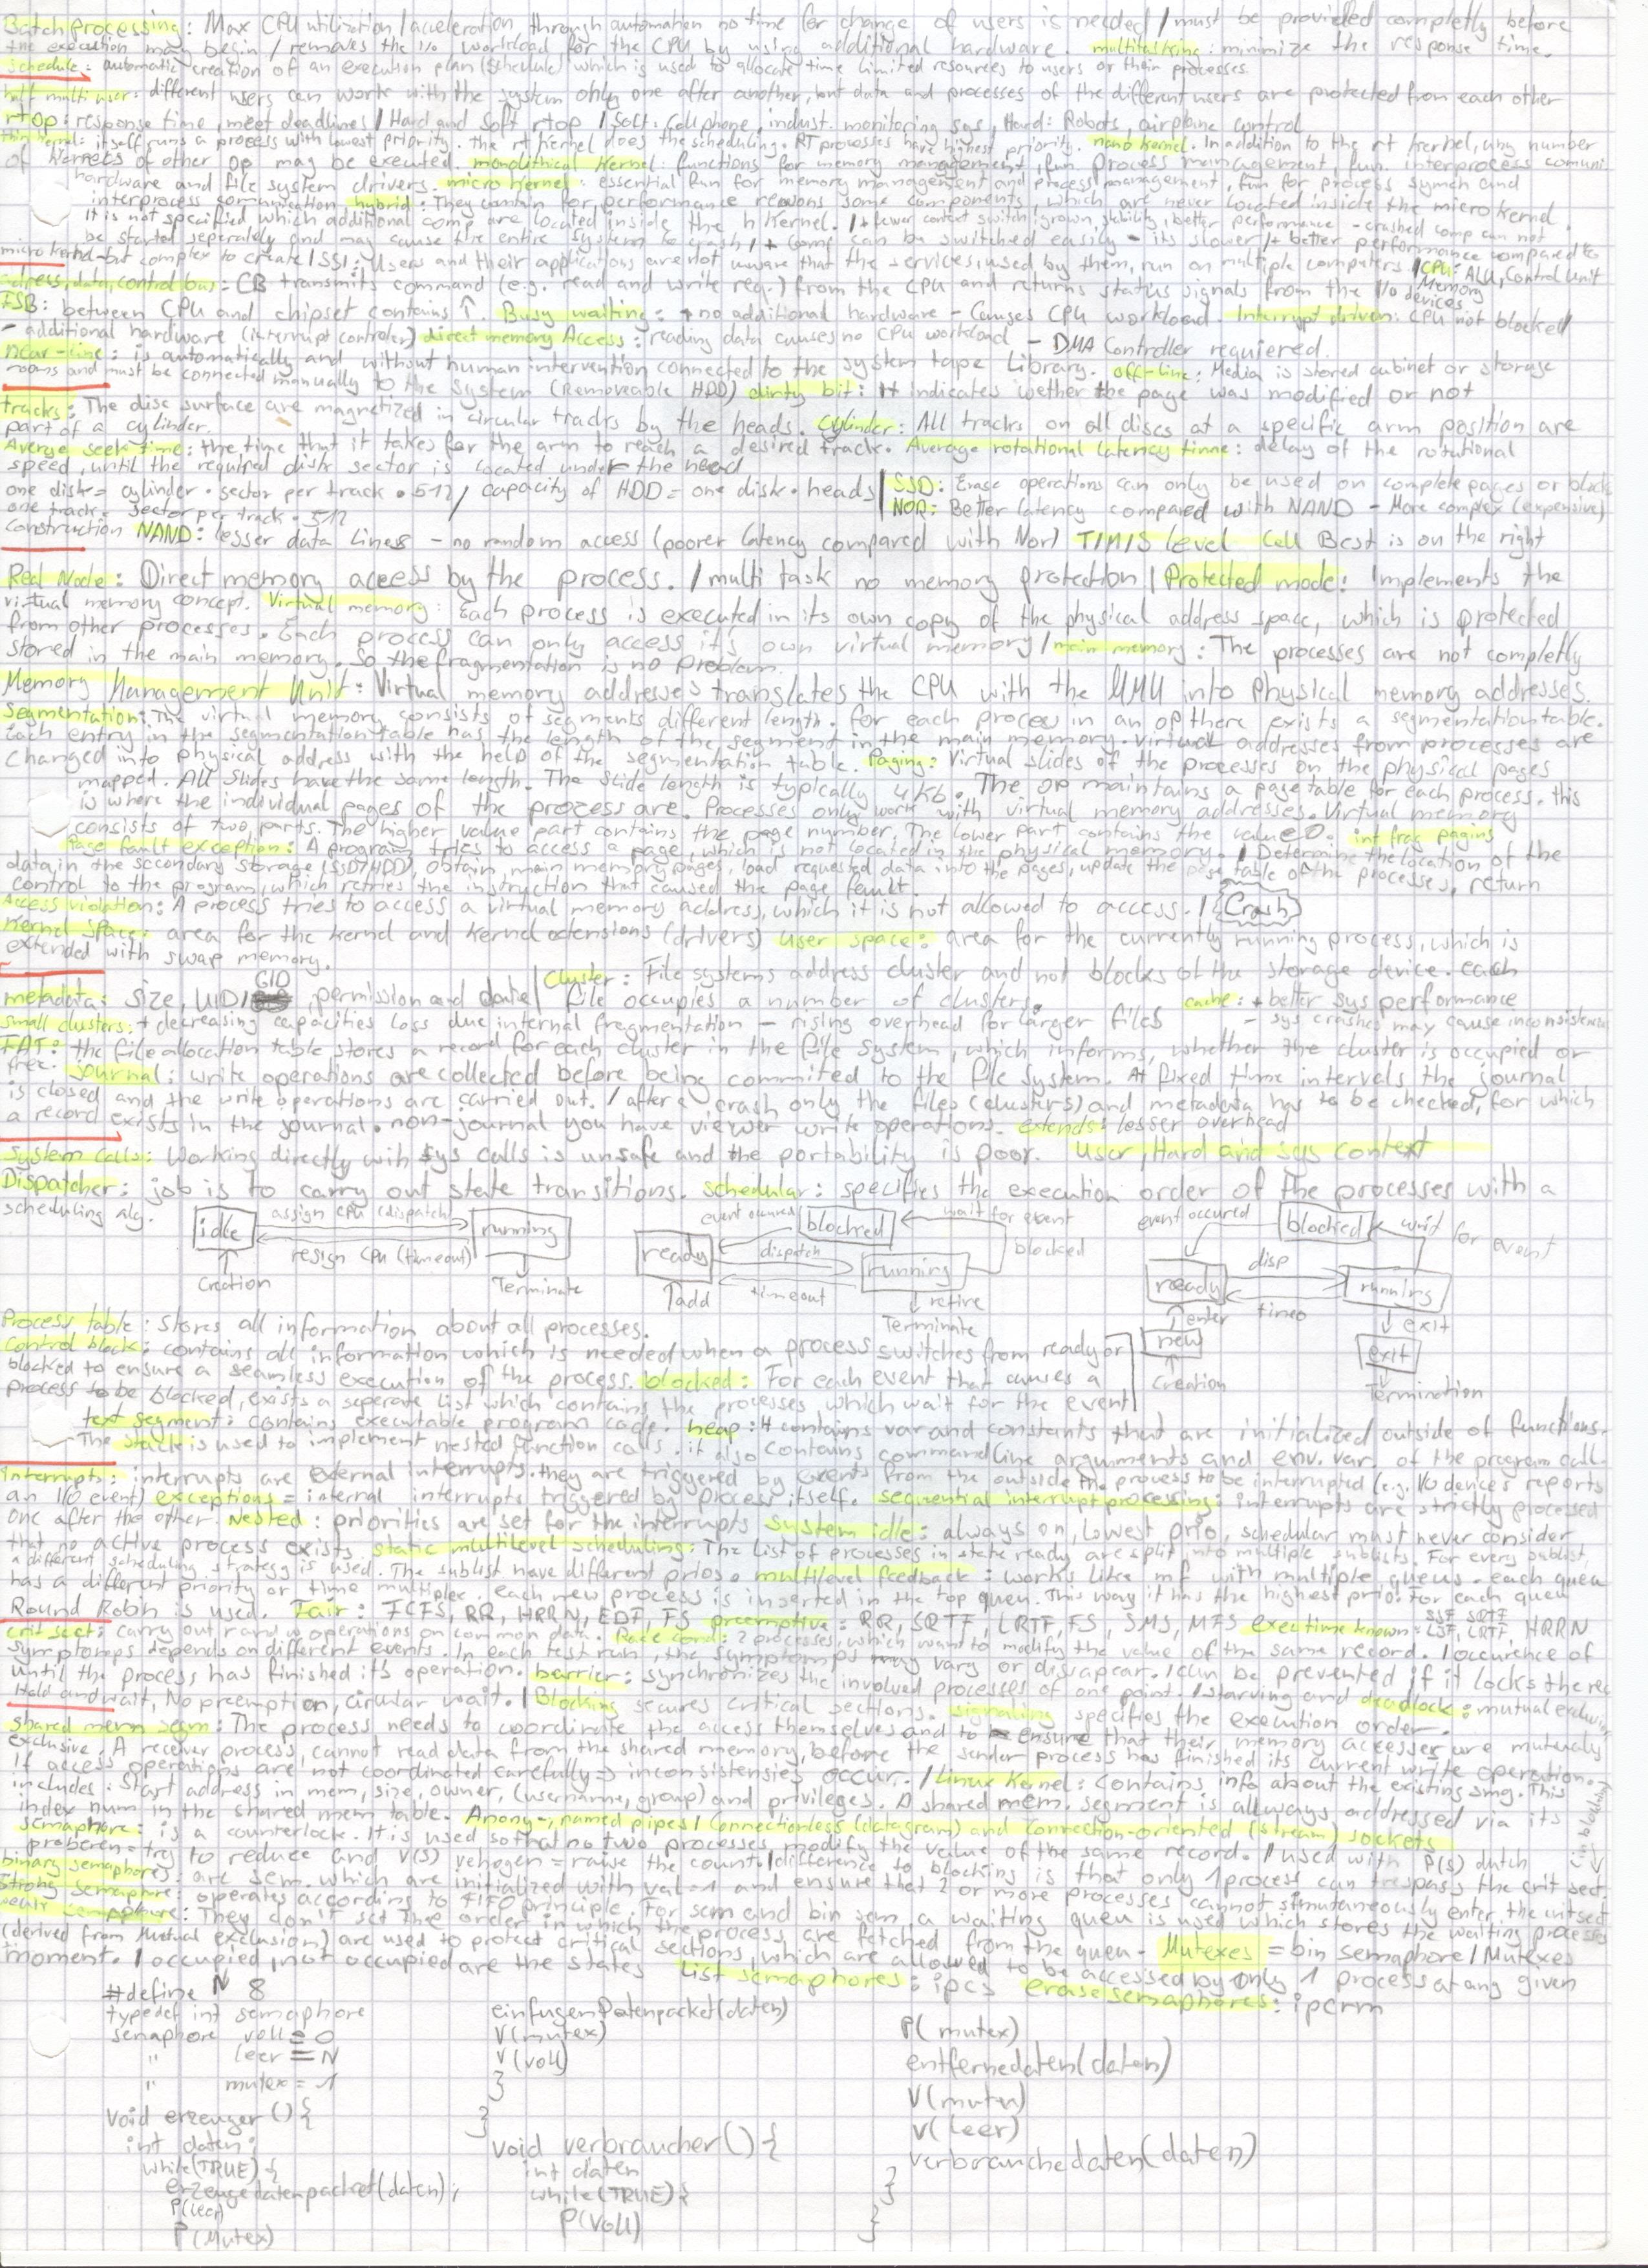 Batch processing: Max CPU utilization / acceleration through automation no time for change of users is needed / must be provided completly before
the execution may begin / removes the I/O workload for the CPU by using additional hardware. multitasking: minimize the response time.
Schedule: automatic creation of an execution plan (schedule) which is used to allocate time limited resources to users or their processes.
half multi user: different users can work with the system only one after another, but data and processes of the different users are protected from each other
rtop: response time, meet deadlines / Hard and Soft rtop / Soft: Cellphone, indust. monitoring sys, Hard: Robots, airplane control
thin kernel: itself runs a process with lowest priority. the rt kernel does the scheduling. RT processes have highest priority. nano kernel: In addition to the rt kernel, any number
of kernels of other op may be executed. monolithical kernel: functions for memory management, fun. Process management, fun. interprocess comuni
hardware and file system drivers. micro kernel: essential fun for memory management and process management, fun for process synch and
interprocess comunication hybrid: They contain for performance reasons some components, which are never located inside the micro kernel.
It is not specified which additional comp are located inside the h kernel. / + fewer context switch grown stability, better performance - crashed comp can not
be started seperately and may cause the entire system to crash / + comp can be switched easily - its slower / + better performance compared to
micro kernel - but complex to create / SSI: Users and their applications are not unware that the services, used by them, run on multiple computers / CPU: ALU, Control Unit
Memory
adress, data, control bus: CB transmits command (e.g. read and write req.) from the CPU and returns status signals from the I/O devices
FSB: between CPU and chipset contains ↑. Busy waiting: + no additional hardware - Causes CPU workload. Interrupt driven: CPU not blocked /
- additional hardware (interrupt controler) direct memory Access: reading data causes no CPU workload - DMA Controller requiered.
near-line: is automatically and without human intervention connected to the system tape Library. off-line: Media is stored cubinet or storage
rooms and must be connected manually to the system (Removeable HDD) dirty bit: It indicates wether the page was modified or not
tracks: The disc surface are magnetized in circular tracks by the heads. Cylinder: All tracks on all discs at a specific arm position are
part of a cylinder.
Average seek time: the time that it takes for the arm to reach a desired track. Average rotational latency time: delay of the rotational
speed, until the required disk sector is located under the head
one disk = cylinder · sector per track · 512 / capacity of HDD = one disk · heads | SSD: Erase operations can only be used on complete pages or block
one track = sector per track · 512 NOR: Better latency compared with NAND - More complex (expensive)
construction NAND: lesser data lines - no random access (poorer latency compared with Nor) T/M/S level Cell Best is on the right
Real Mode: Direct memory access by the process. / multi task no memory protection | Protected mode: Implements the
virtual memory concept. Virtual memory: Each process is executed in its own copy of the physical address space, which is protected
from other processes. Each process can only access it's own virtual memory / main memory: The processes are not completly
stored in the main memory. So the fragmentation is no problem.
Memory Management Unit: Virtual memory addresses translates the CPU with the MMU into physical memory addresses.
Segmentation: The virtual memory consists of segments different length. For each process in an op there exists a segmentation table.
Each entry in the segmentation table has the length of the segment in the main memory. virtual addresses from processes are
changed into physical address with the help of the segmentation table. Paging: Virtual slides of the processes on the physical pages
mapped. All slides have the same length. The slide length is typically 4kb. The op maintains a page table for each process. this
is where the individual pages of the process are. Processes only work with virtual memory addresses. Virtual memory
consists of two parts. The higher value part contains the page number. The lower part contains the value O. int frag paging
Page fault exception: A program tries to access a page, which is not located in the physical memory. / Determine the location of the
data in the secondary storage (SSD/HDD), obtain main memory pages, load requested data into the pages, update the page table of the processes, return
control to the program, which retries the instruction that caused the page fault.
Access violation: A process tries to access a virtual memory address, which it is not allowed to access. / Crash
Kernel space: area for the kernel and kernel extensions (drivers) user space: area for the currently running process, which is
extended with swap memory.
Cluster: File systems address cluster and not blocks of the storage device. each
metadata: size, UID/ GID permission and date | file occupies a number of clusters. cache: + better sys performance
small clusters: + decreasing capacities loss due internal fragmentation - rising overhead for larger files - sys crashes may cause inconsistencies
FAT: the file allocation table stores a record for each cluster in the file system, which informs, whether the cluster is occupied or
free. Journal: write operations are collected before being commited to the file system. At fixed time intervals the journal
is closed and the write operations are carried out. / after a crash only the files (clusters) and metadata has to be checked, for which
a record exists in the journal. non-journal you have viewer write operations. extends: lesser overhead
System Calls: Working directly with sys calls is unsafe and the portability is poor. User, Hard and sys context
Dispatcher: job is to carry out state transitions. schedular: specifies the execution order of the processes with a
scheduling alg.
idle assign CPU (dispatch) running
resign CPU (timeout)
Creation Terminate
event occured blocked wait for event
ready dispatch running blocked
timeout
↑add retire
Terminate
event occured blocked wait for event
ready disp running
timeo
enter exit
new exit
Creation Termination
Process table: Stores all information about all processes.
Control block: contains all information which is needed when a process switches from ready or
blocked to ensure a seamless execution of the process. blocked: For each event that causes a
process to be blocked, exists a seperate list which contains the processes, which wait for the event
text segment: contains executable program code. heap: It contains var and constants that are initialized outside of functions.
The stack is used to implement nested function calls. it also contains commandline arguments and env. var. of the program call.
Interrupts: interrupts are external interrupts. they are triggered by events from the outside the process to be interrupted (e.g. I/O devices reports
an I/O event) exceptions = internal interrupts triggered by process itself. sequential interrupt processing: interrupts are strictly processed
one after the other. Nested: priorities are set for the interrupts system idle: always on, lowest prio, schedular must never consider
that no active process exists static multilevel scheduling: The list of processes in state ready are split into multiple sublists. For every sublist,
a different scheduling strategy is used. The sublist have different prios. multilevel feedback: works like mf with multiple queus. each queu
has a different priority or time multiplex. each new process is inserted in the top queu. This way it has the highest prio. For each queu
Round Robin is used. Fair: FCFS, RR, HRRN, EDF, FS preemptive: RR, SRTF, LRTF, FS, SMS, MFS exec time known: SJF, SRTF, LJF, LRTF, HRRN
crit sect: carry out r and w operations on common data. Race cond: 2 processes, which want to modify the value of the same record. / occurence of
symptomps depends on different events. In each test run, the symptomps may vary or dissapear. / can be prevented if it locks the rec
until the process has finished its operation. barrier: synchronizes the involved processes of one point. / starving and deadlock: mutual exclusion
Hold and wait, No preemption, circular wait. / Blocking secures critical sections. signaling specifies the execution order.
shared mem segm: The process needs to coordinate the access themselves and to ensure that their memory accesser are mutualy
exclusive. A receiver process, cannot read data from the shared memory, before the sender process has finished its current write operation.
If access operations are not coordinated carefully => inconsistensies occur. / Linux Kernel: contains info about the existing smg. This
includes: Start address in mem, size, owner, (username, group) and privileges. A shared mem. segment is allways addressed via its
index num in the shared mem table. Anony-, named pipes / Connectionless (datagram) and connection-oriented (stream) sockets
semaphore: is a counterlock. It is used so that no two processes modify the value of the same record. / used with P(s) dutch
proberen = try to reduce and V(s) vehogen = raise the count. / difference to blocking is that only 1 process can trespass the crit sect.
binary semaphores: are sem. which are initialized with val = 1 and ensure that 2 or more processes cannot simutaneously enter the crit sect
Strong semaphore: operates according to FIFO principle. For sem and bin sem a waiting queu is used which stores the waiting processes
weak semaphore: They don't set the order in which the process are fetched from the queu. Mutexes = bin semaphore / Mutexes
(derived from Mutual exclusion) are used to protect critical sections, which are allowed to be accessed by only 1 process at any given
moment. / occupied, not occupied are the states List semaphores: ipcs erase semaphores: ipcrm
#define N 8
typedef int semaphore
semaphore voll = 0
" leer = N
" mutex = 1
void erzeuger () {
int daten;
while (TRUE) {
erzeugedatenpacket(daten);
P(leer)
P(Mutex)
einfugenDatenpacket(daten)
V(mutex)
V(voll)
}
}
void verbraucher () {
int daten
while (TRUE) {
P(voll)
P(mutex)
entfernedaten(daten)
V(mutex)
V(leer)
verbrauchedaten(daten)
}
}